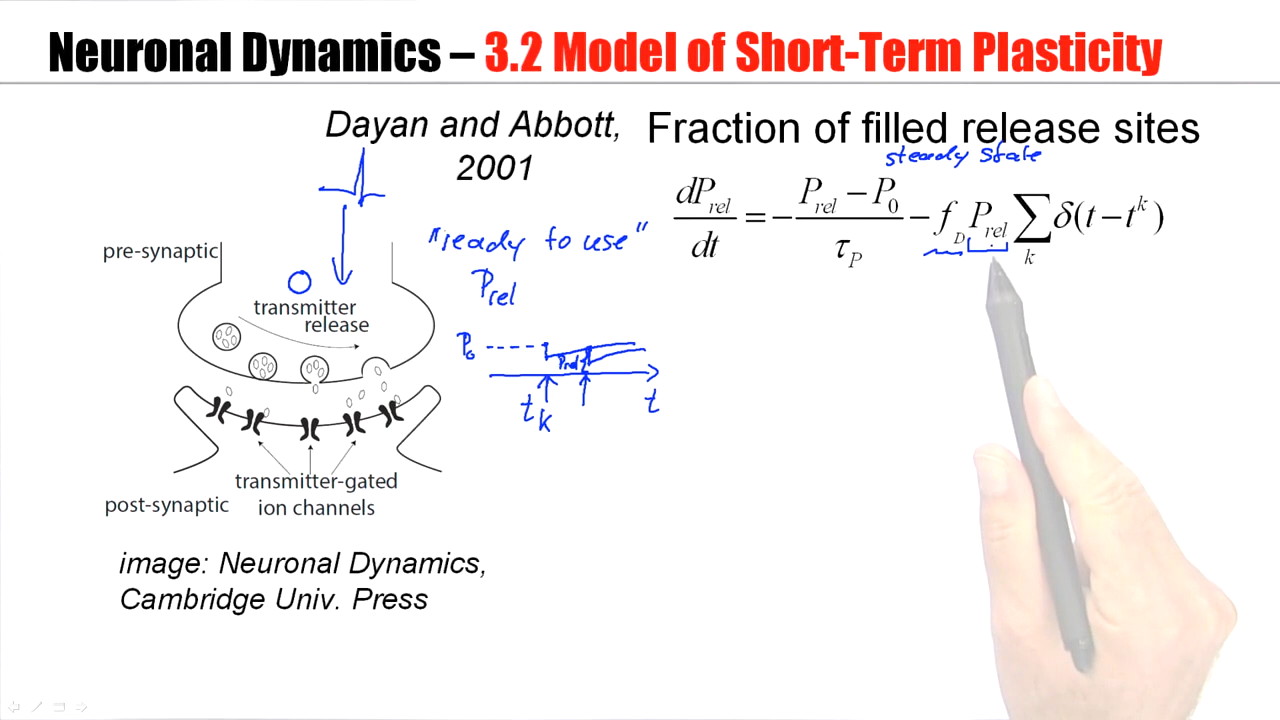 Neuronal Dynamics – 3.2 Model of Short-Term Plasticity
Dayan and Abbott,
2001
Fraction of filled release sites
steady state
dP_rel/dt = −(P_rel − P_0)/τ_P − f_D P_rel ∑_k δ(t − t^k)
"ready to use"
P_rel
pre-synaptic
transmitter
release
P_0
P_rel
t_k
t
transmitter-gated
ion channels
post-synaptic
image: Neuronal Dynamics,
Cambridge Univ. Press